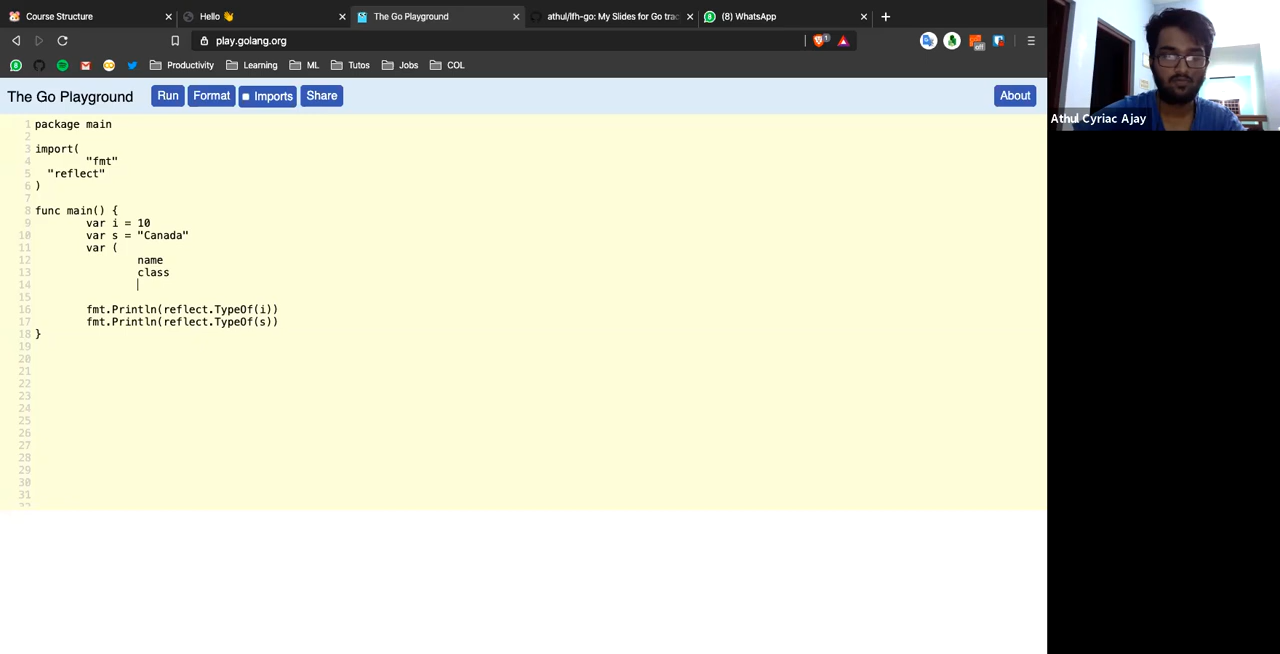 Course Structure
Hello 👋
The Go Playground
athul/lfh-go: My Slides for Go trac
(8) WhatsApp
play.golang.org
1
off
Productivity
Learning
ML
Tutos
Jobs
COL
The Go Playground
Run
Format
Imports
Share
About
Athul Cyriac Ajay
1 package main
2
3 import(
4 "fmt"
5 "reflect"
6 )
7
8 func main() {
9 var i = 10
10 var s = "Canada"
11 var (
12 name
13 class
14
15
16 fmt.Println(reflect.TypeOf(i))
17 fmt.Println(reflect.TypeOf(s))
18 }
19
20
21
22
23
24
25
26
27
28
29
30
31